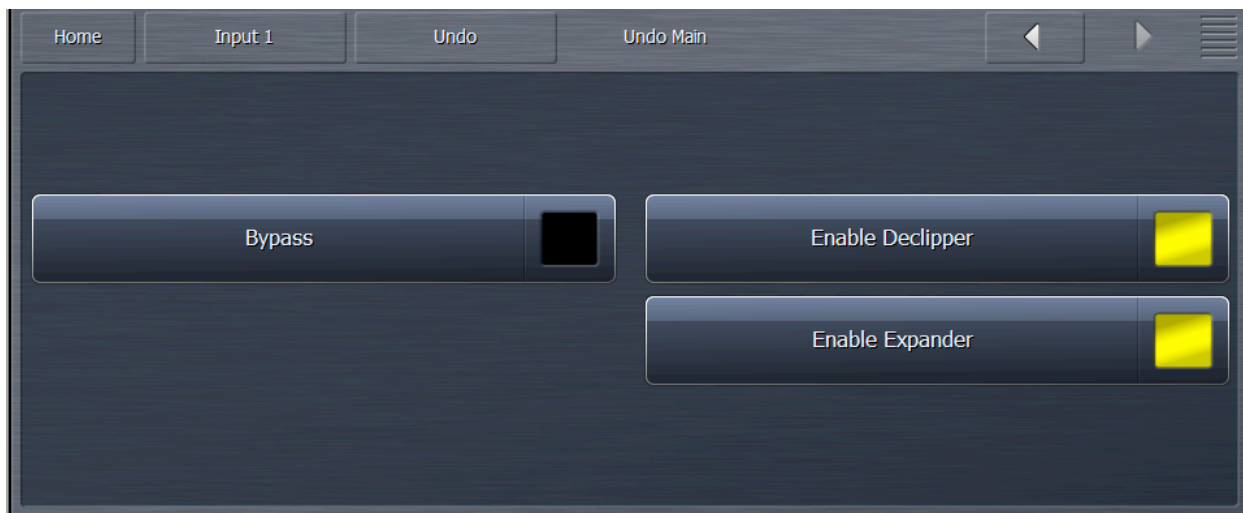 Home Input 1 Undo Undo Main
Bypass Enable Declipper
Enable Expander